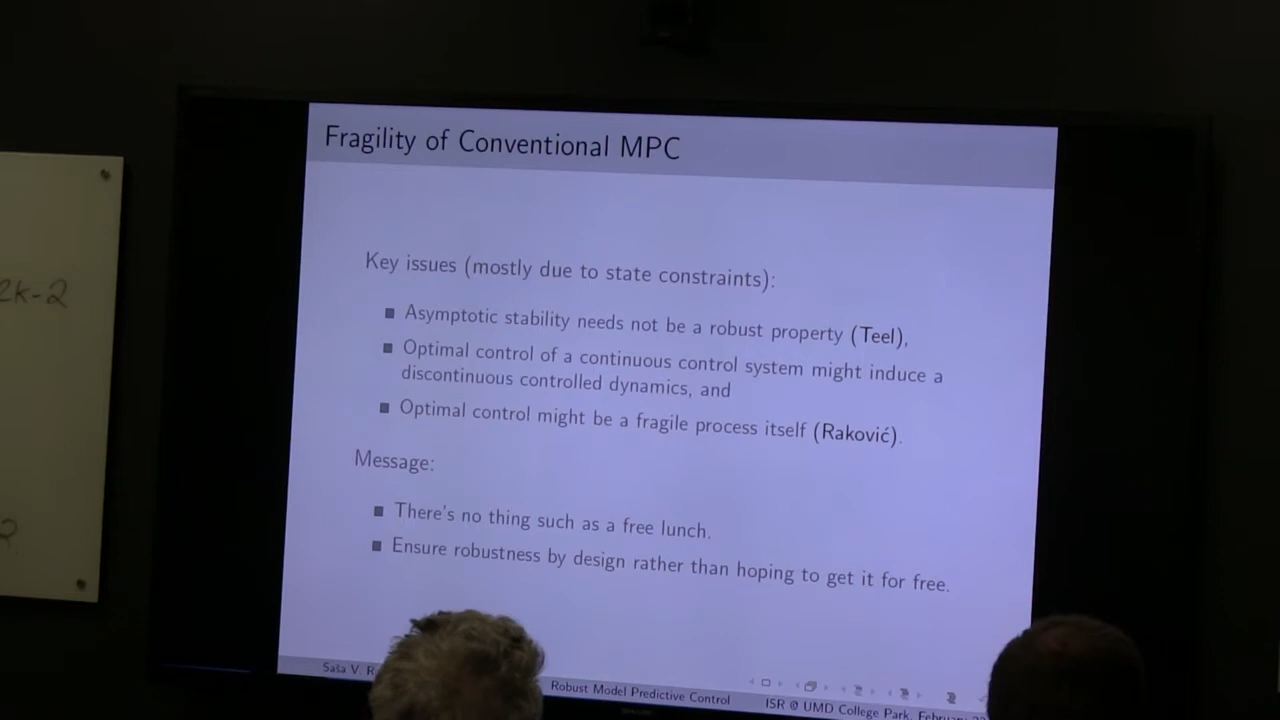 Fragility of Conventional MPC
2k-2
Key issues (mostly due to state constraints):
Asymptotic stability needs not be a robust property (Teel),
Optimal control of a continuous control system might induce a
discontinuous controlled dynamics, and
Optimal control might be a fragile process itself (Raković).
Message:
There's no thing such as a free lunch.
2
Ensure robustness by design rather than hoping to get it for free.
Saša V. R
Robust Model Predictive Control
ISR @ UMD College Park, February